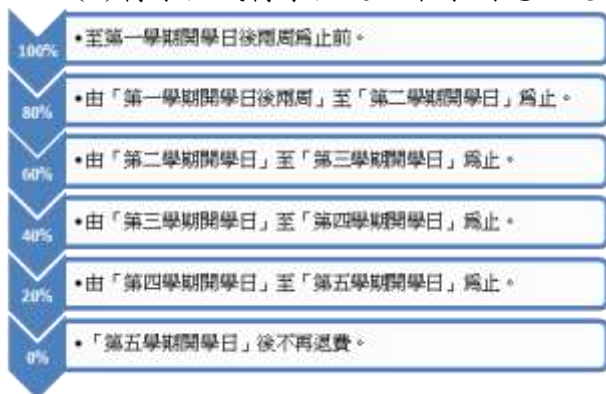 100%
•至第一學期開學日後兩周爲止前。
80%
•由「第一學期開學日後兩周」至「第二學期開學日」爲止。
60%
•由「第二學期開學日」至「第三學期開學日」爲止。
40%
•由「第三學期開學日」至「第四學期開學日」爲止。
20%
•由「第四學期開學日」至「第五學期開學日」爲止。
0%
•「第五學期開學日」後不再退費。